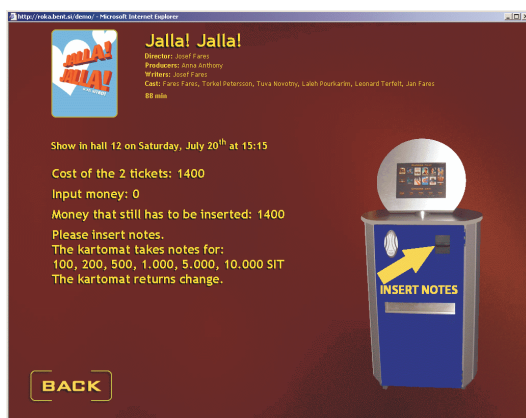 http://roka.bent.si/demo/ - Microsoft Internet Explorer
JALLA!
JALLA!
Jalla! Jalla!
Director: Josef Fares
Producers: Anna Anthony
Writers: Josef Fares
Cast: Fares Fares, Torkel Petersson, Tuva Novotny, Laleh Pourkarim, Leonard Terfelt, Jan Fares
88 min
Show in hall 12 on Saturday, July 20th at 15:15
Cost of the 2 tickets: 1400
Input money: 0
Money that still has to be inserted: 1400
Please insert notes.
The kartomat takes notes for:
100, 200, 500, 1.000, 5.000, 10.000 SIT
The kartomat returns change.
INSERT NOTES
BACK